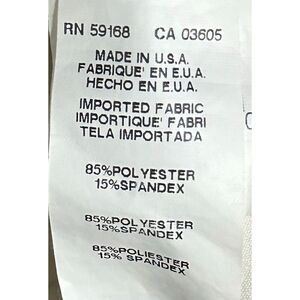 RN 59168 CA 03605
MADE IN U.S.A.
FABRIQUE' EN E.U.A.
HECHO EN E.U.A.
IMPORTED FABRIC
IMPORTIQUE' FABRI
TELA IMPORTADA
85%POLYESTER
15%SPANDEX
85%POLYESTER
15%SPANDEX
85%POLIESTER
15% SPANDEX